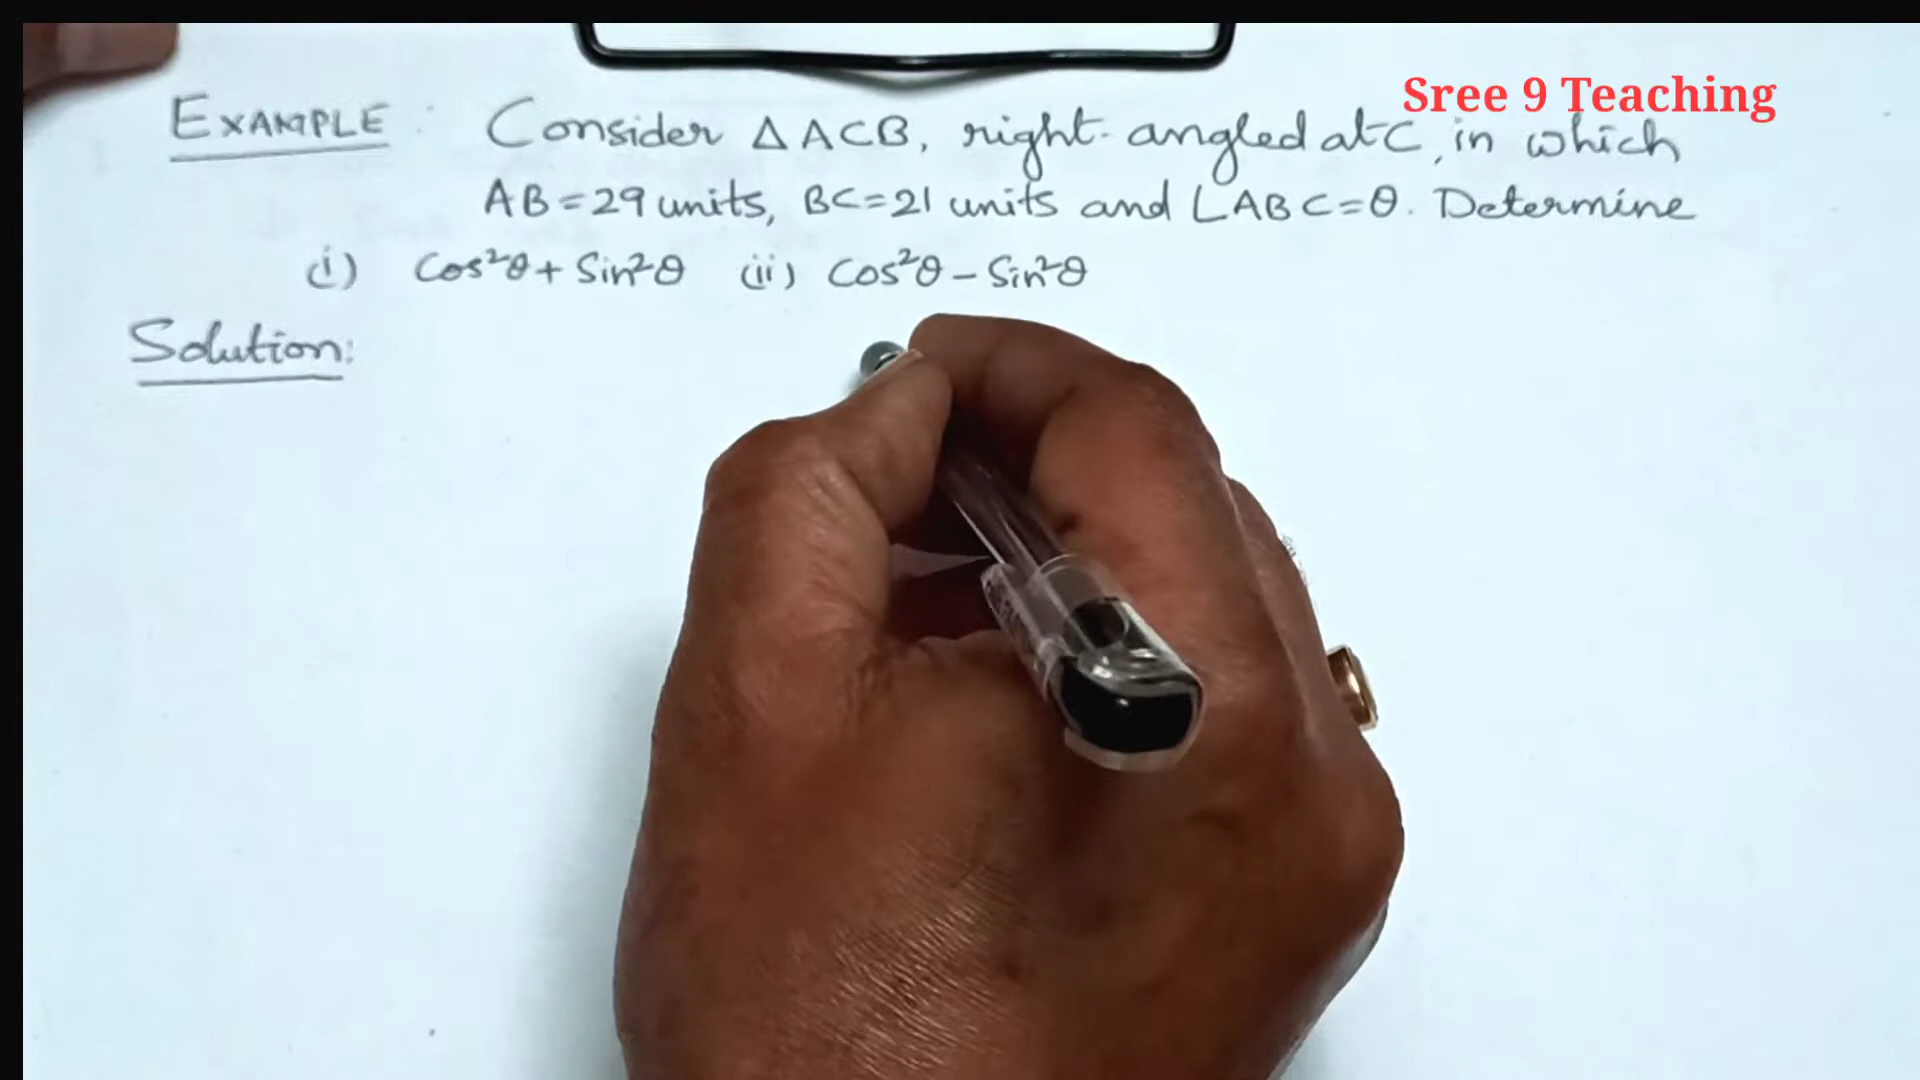 Sree 9 Teaching
EXAMPLE : Consider △ACB, right-angled at C, in which
AB=29 units, BC=21 units and ∠ABC=θ. Determine
(i) Cos²θ + Sin²θ (ii) Cos²θ - Sin²θ
Solution: